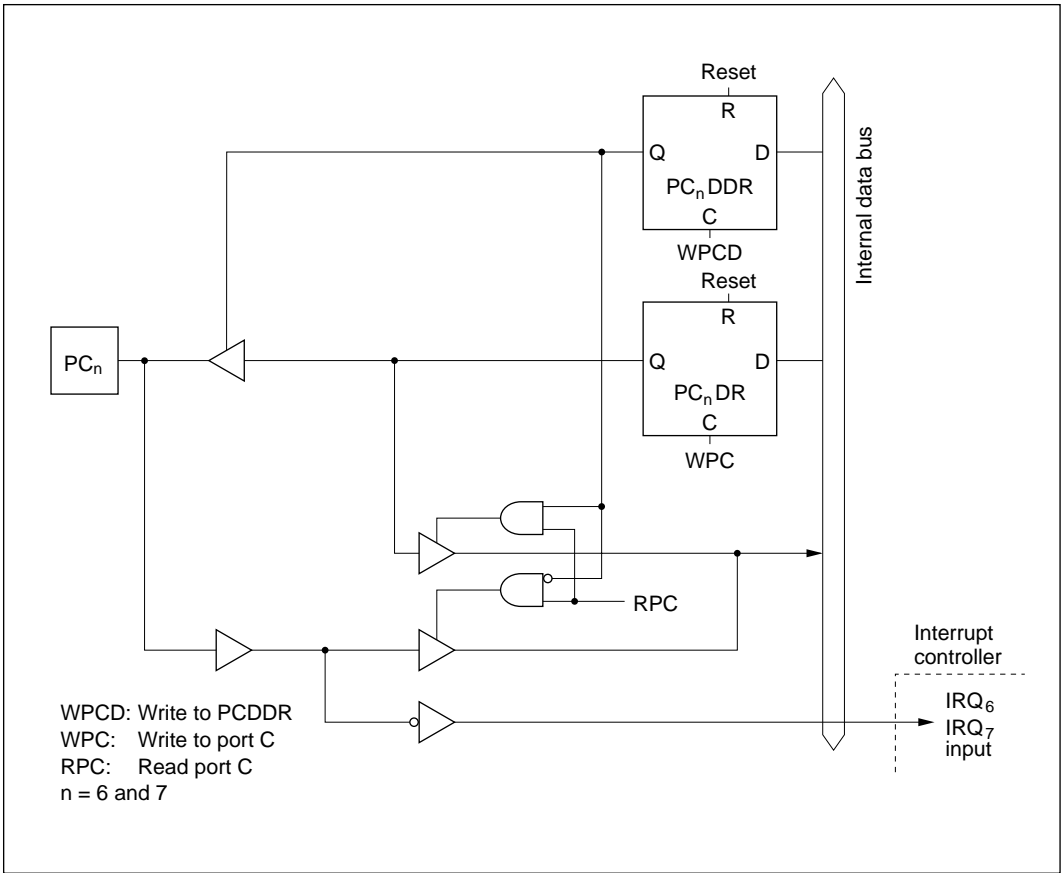 Reset
R
Q
D
PCnDDR
C
WPCD
Internal data bus
Reset
R
PCn
Q
D
PCnDR
C
WPC
RPC
Interrupt
controller
IRQ6
IRQ7
input
WPCD: Write to PCDDR
WPC: Write to port C
RPC: Read port C
n = 6 and 7